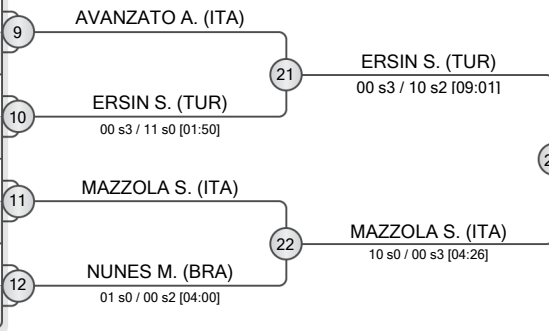 9
AVANZATO A. (ITA)
21
ERSIN S. (TUR)
00 s3 / 10 s2 [09:01]
10
ERSIN S. (TUR)
00 s3 / 11 s0 [01:50]
11
MAZZOLA S. (ITA)
22
MAZZOLA S. (ITA)
10 s0 / 00 s3 [04:26]
12
NUNES M. (BRA)
01 s0 / 00 s2 [04:00]